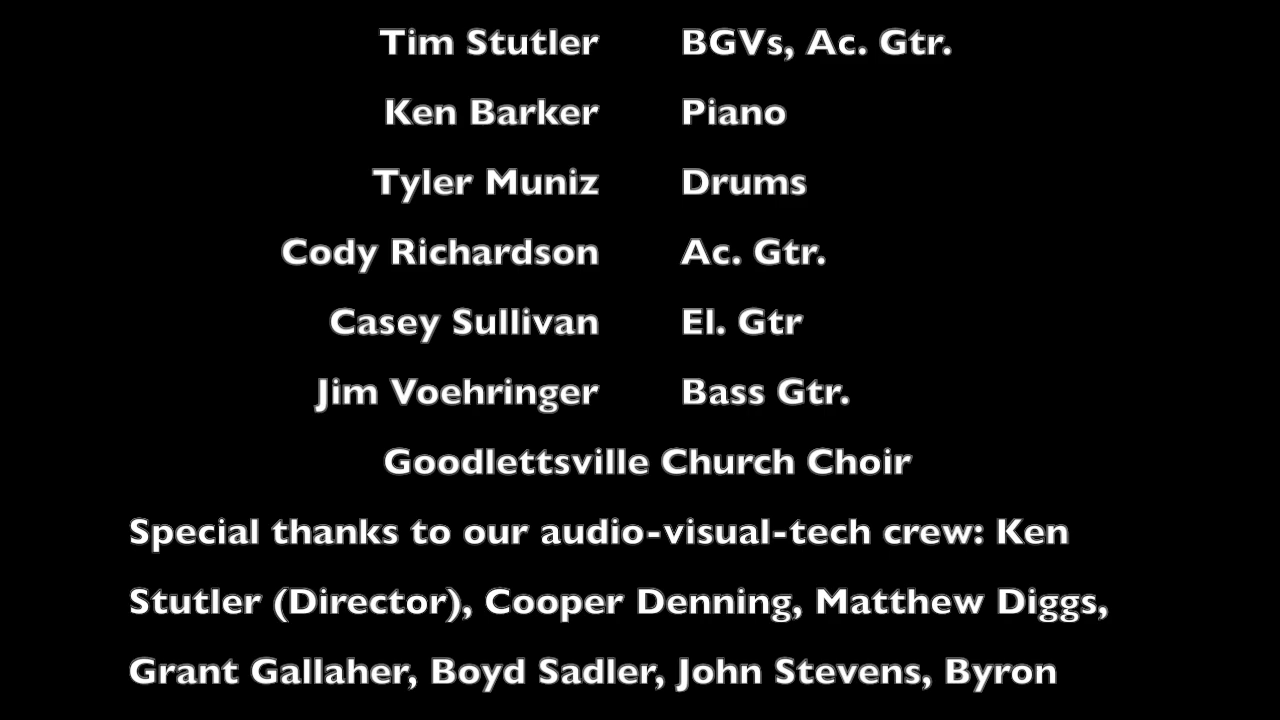 Tim Stutler BGVs, Ac. Gtr.
Ken Barker Piano
Tyler Muniz Drums
Cody Richardson Ac. Gtr.
Casey Sullivan El. Gtr
Jim Voehringer Bass Gtr.
Goodlettsville Church Choir
Special thanks to our audio-visual-tech crew: Ken
Stutler (Director), Cooper Denning, Matthew Diggs,
Grant Gallaher, Boyd Sadler, John Stevens, Byron